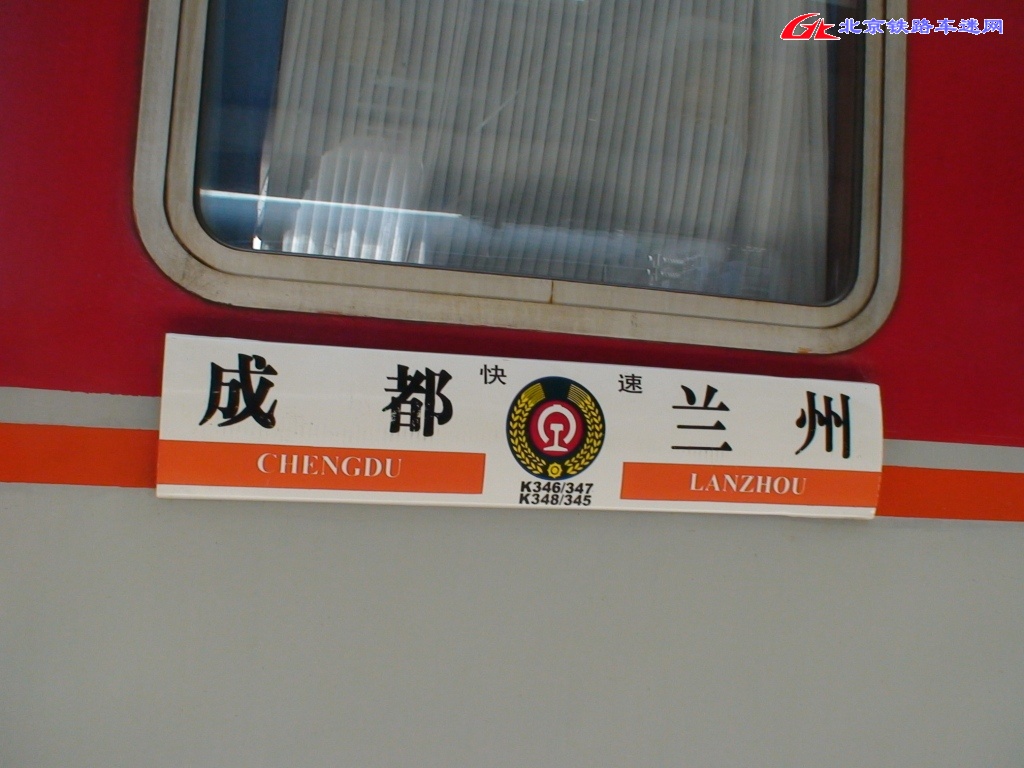 北京铁路车迷网
成都 快速 兰州
CHENGDU LANZHOU
K346/347
K348/345